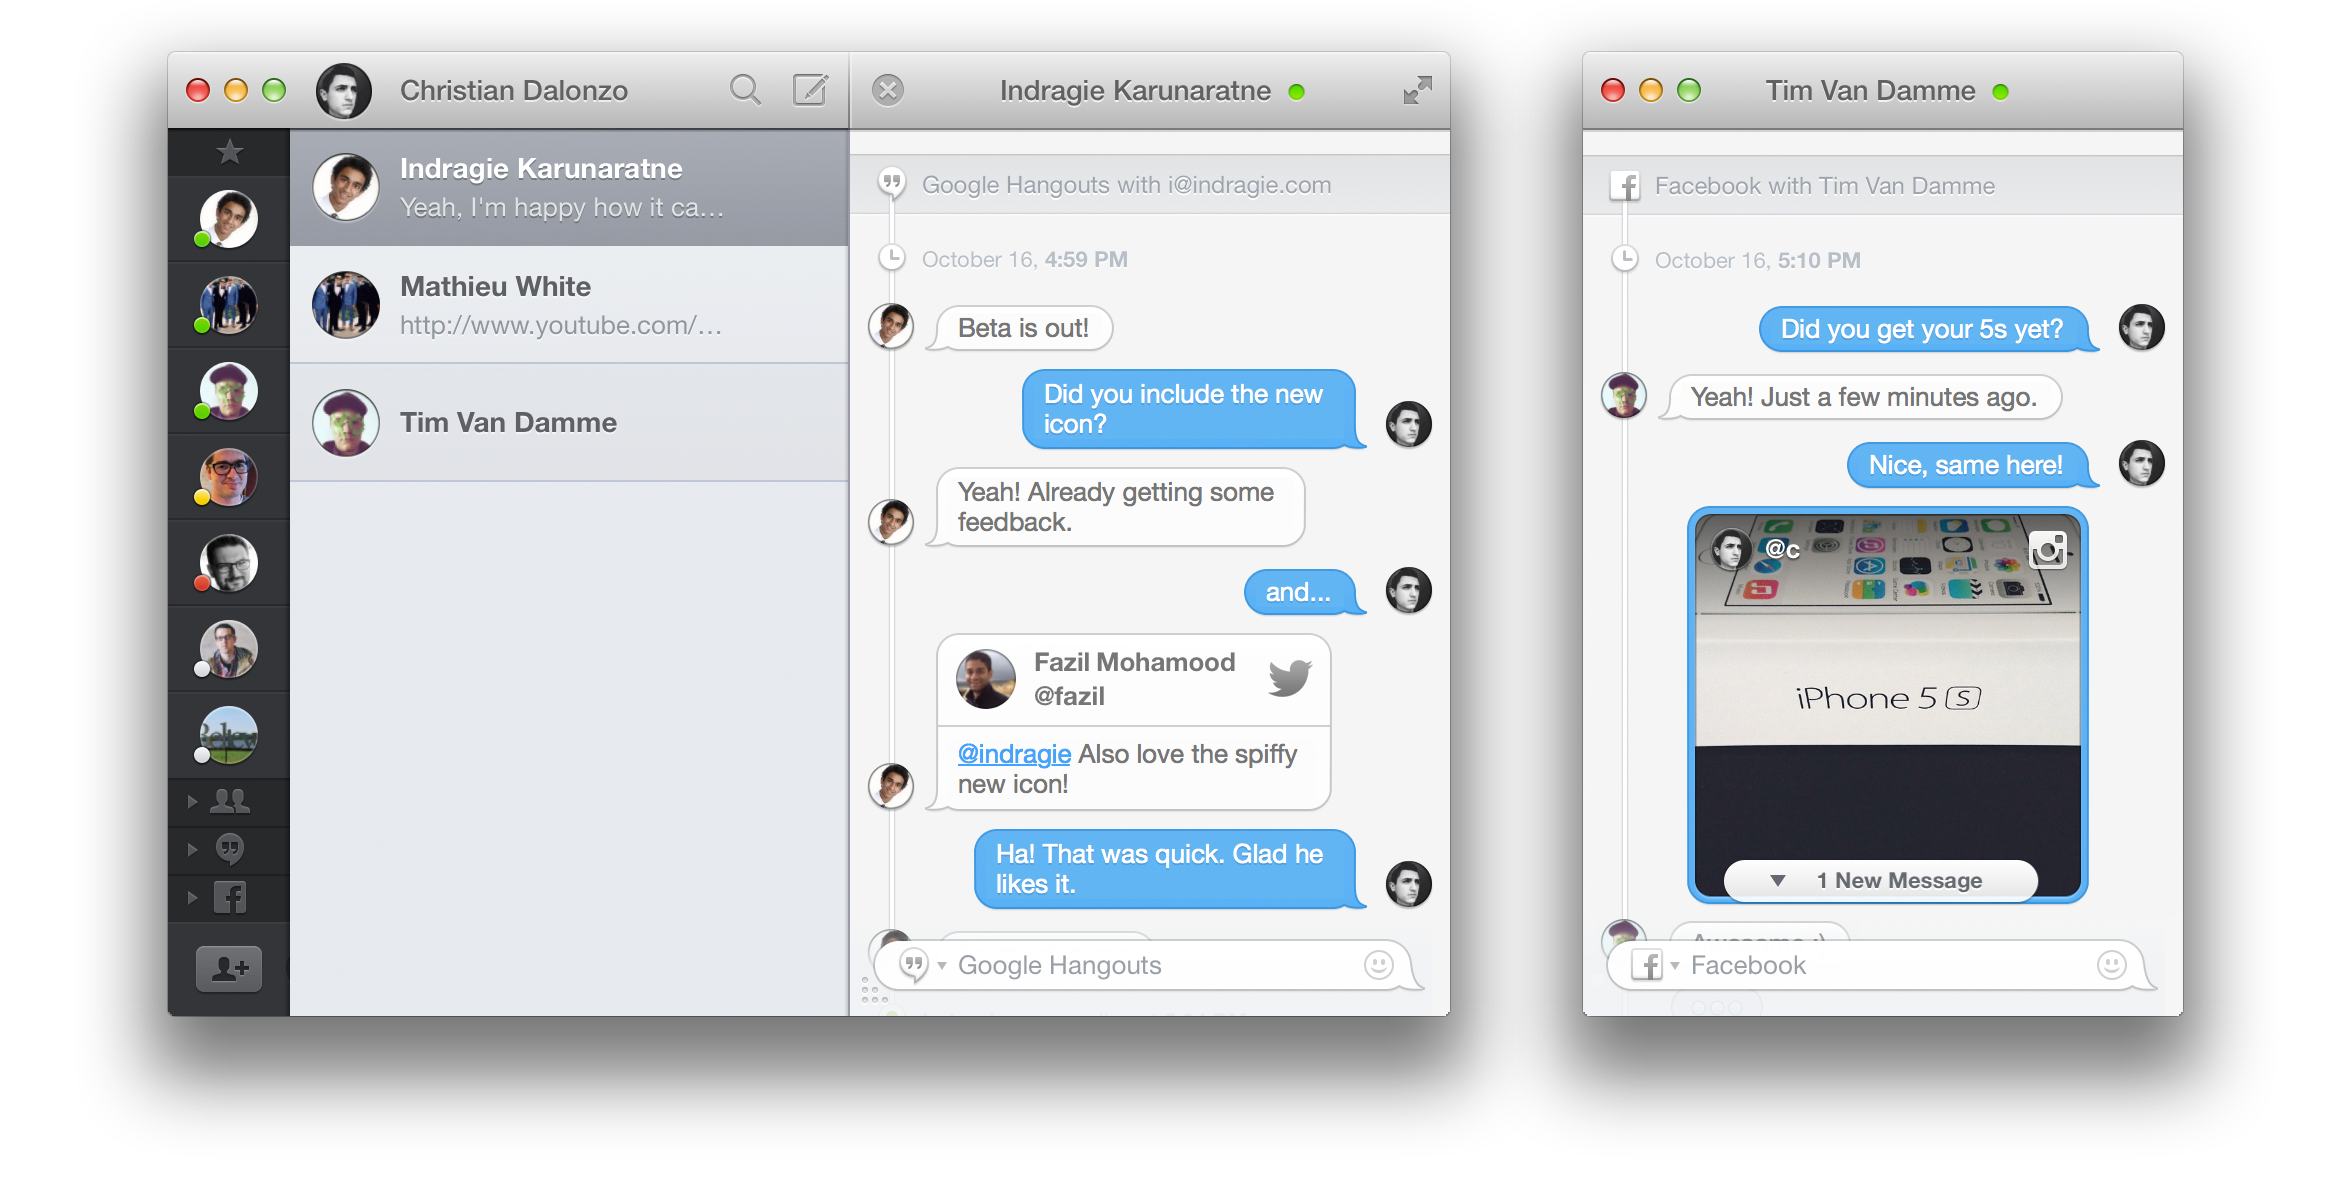 Christian Dalonzo
Indragie Karunaratne
Yeah, I'm happy how it ca...
Mathieu White
http://www.youtube.com/...
Tim Van Damme
Indragie Karunaratne
Google Hangouts with i@indragie.com
October 16, 4:59 PM
Beta is out!
Did you include the new
icon?
Yeah! Already getting some
feedback.
and...
Fazil Mohamood
@fazil
@indragie Also love the spiffy
new icon!
Ha! That was quick. Glad he
likes it.
Google Hangouts
Tim Van Damme
Facebook with Tim Van Damme
October 16, 5:10 PM
Did you get your 5s yet?
Yeah! Just a few minutes ago.
Nice, same here!
@c
iPhone 5s
1 New Message
Awesome :)
Facebook